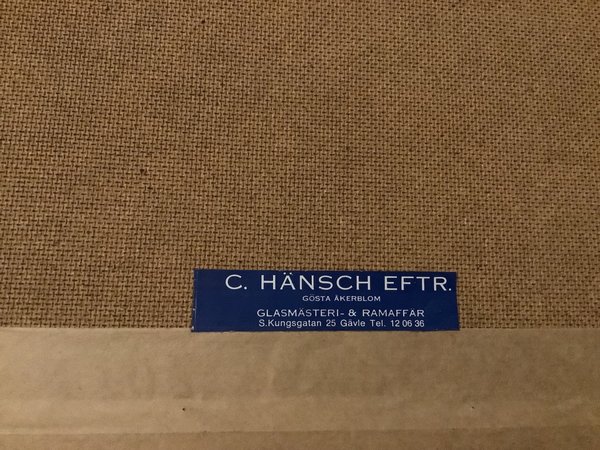 C. HÄNSCH EFTR.
GÖSTA ÅKERBLOM
GLASMÄSTERI- & RAMAFFÄR
S.Kungsgatan 25 Gävle Tel. 12 06 36